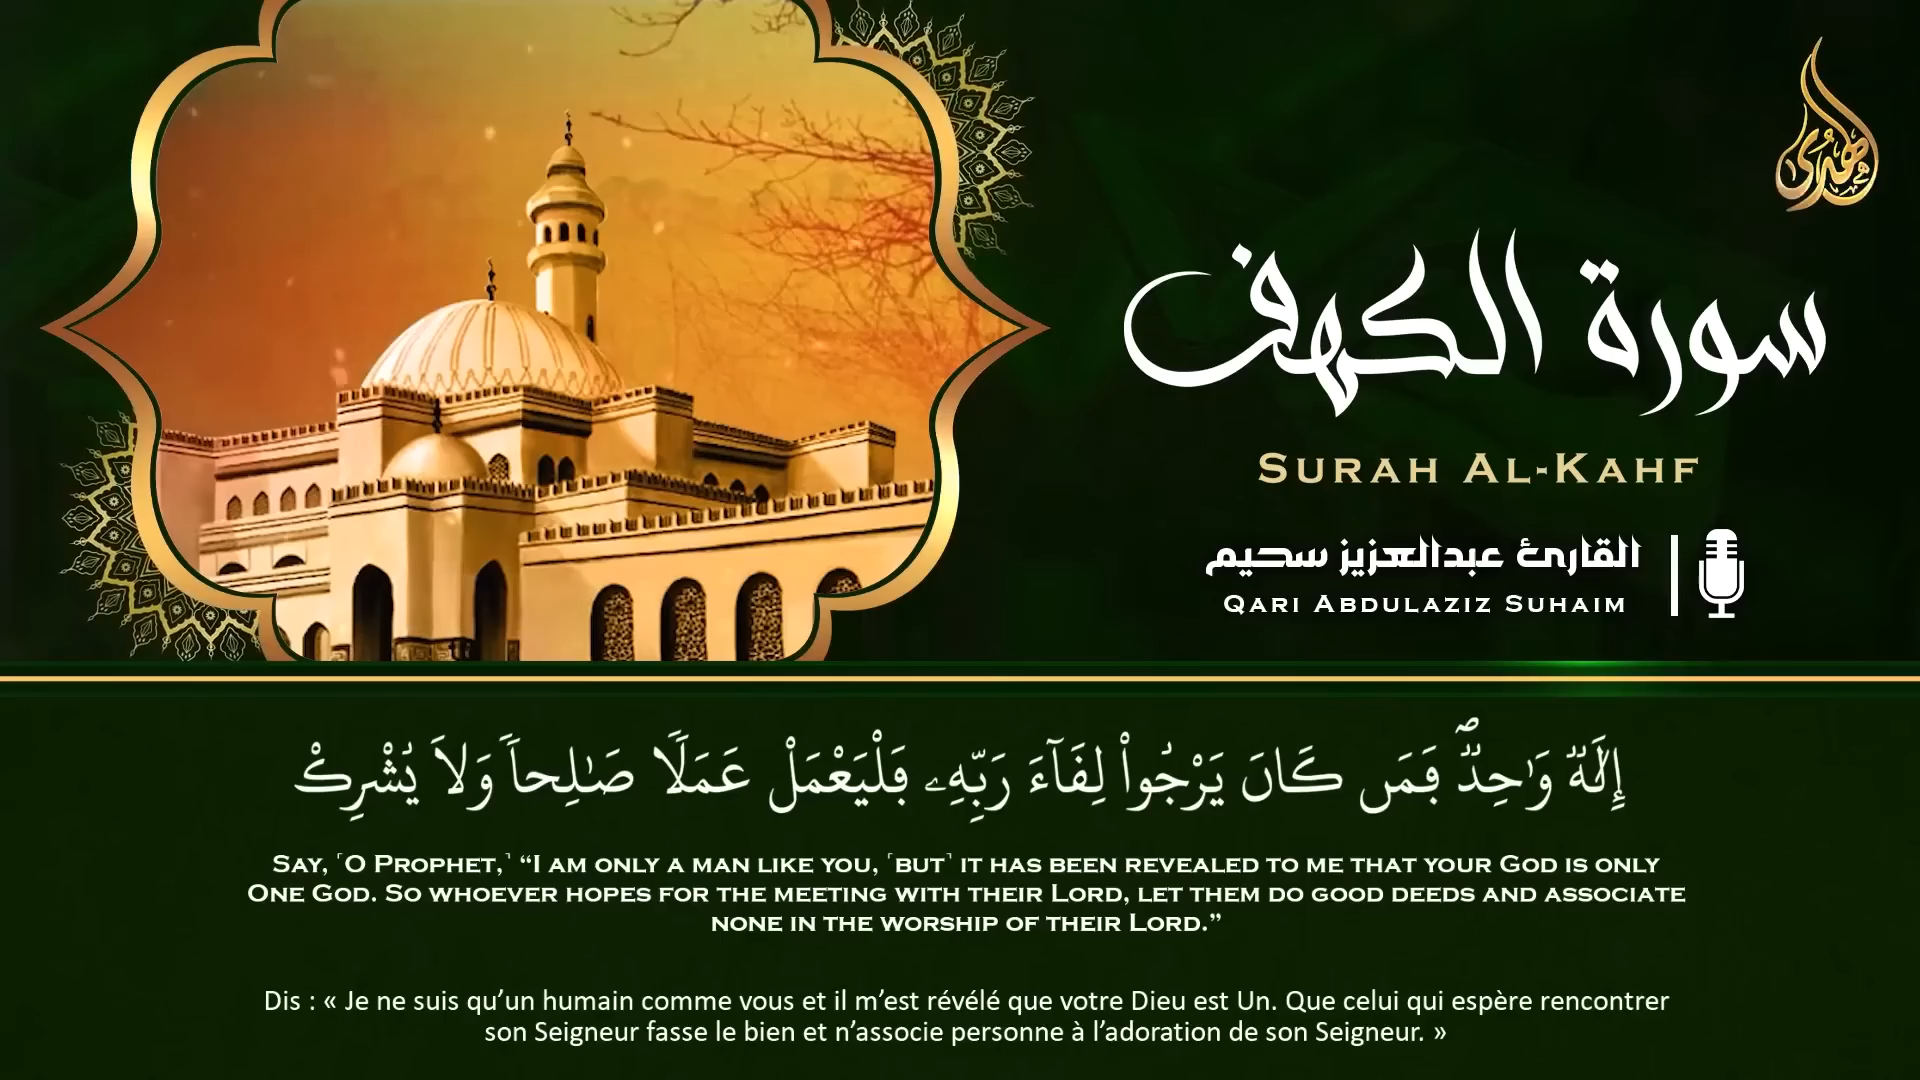 سورة الكهف
SURAH AL-KAHF
القارئ عبدالعزيز سحيم
QARI ABDULAZIZ SUHAIM
إِلَٰهٞ وَٰحِدٞۖ فَمَن كَانَ يَرْجُواْ لِقَآءَ رَبِّهِۦ فَلْيَعْمَلْ عَمَلٗا صَٰلِحاٗ وَلَا يُشْرِكْ
SAY, ˹O PROPHET,˺ “I AM ONLY A MAN LIKE YOU, ˹BUT˺ IT HAS BEEN REVEALED TO ME THAT YOUR GOD IS ONLY
ONE GOD. SO WHOEVER HOPES FOR THE MEETING WITH THEIR LORD, LET THEM DO GOOD DEEDS AND ASSOCIATE
NONE IN THE WORSHIP OF THEIR LORD.”
Dis : « Je ne suis qu’un humain comme vous et il m’est révélé que votre Dieu est Un. Que celui qui espère rencontrer
son Seigneur fasse le bien et n’associe personne à l’adoration de son Seigneur. »